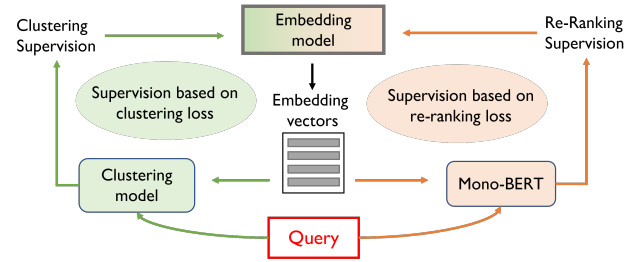 Clustering
Supervision
Embedding
model
Re-Ranking
Supervision
Supervision based on
clustering loss
Embedding
vectors
Supervision based on
re-ranking loss
Clustering
model
Mono-BERT
Query